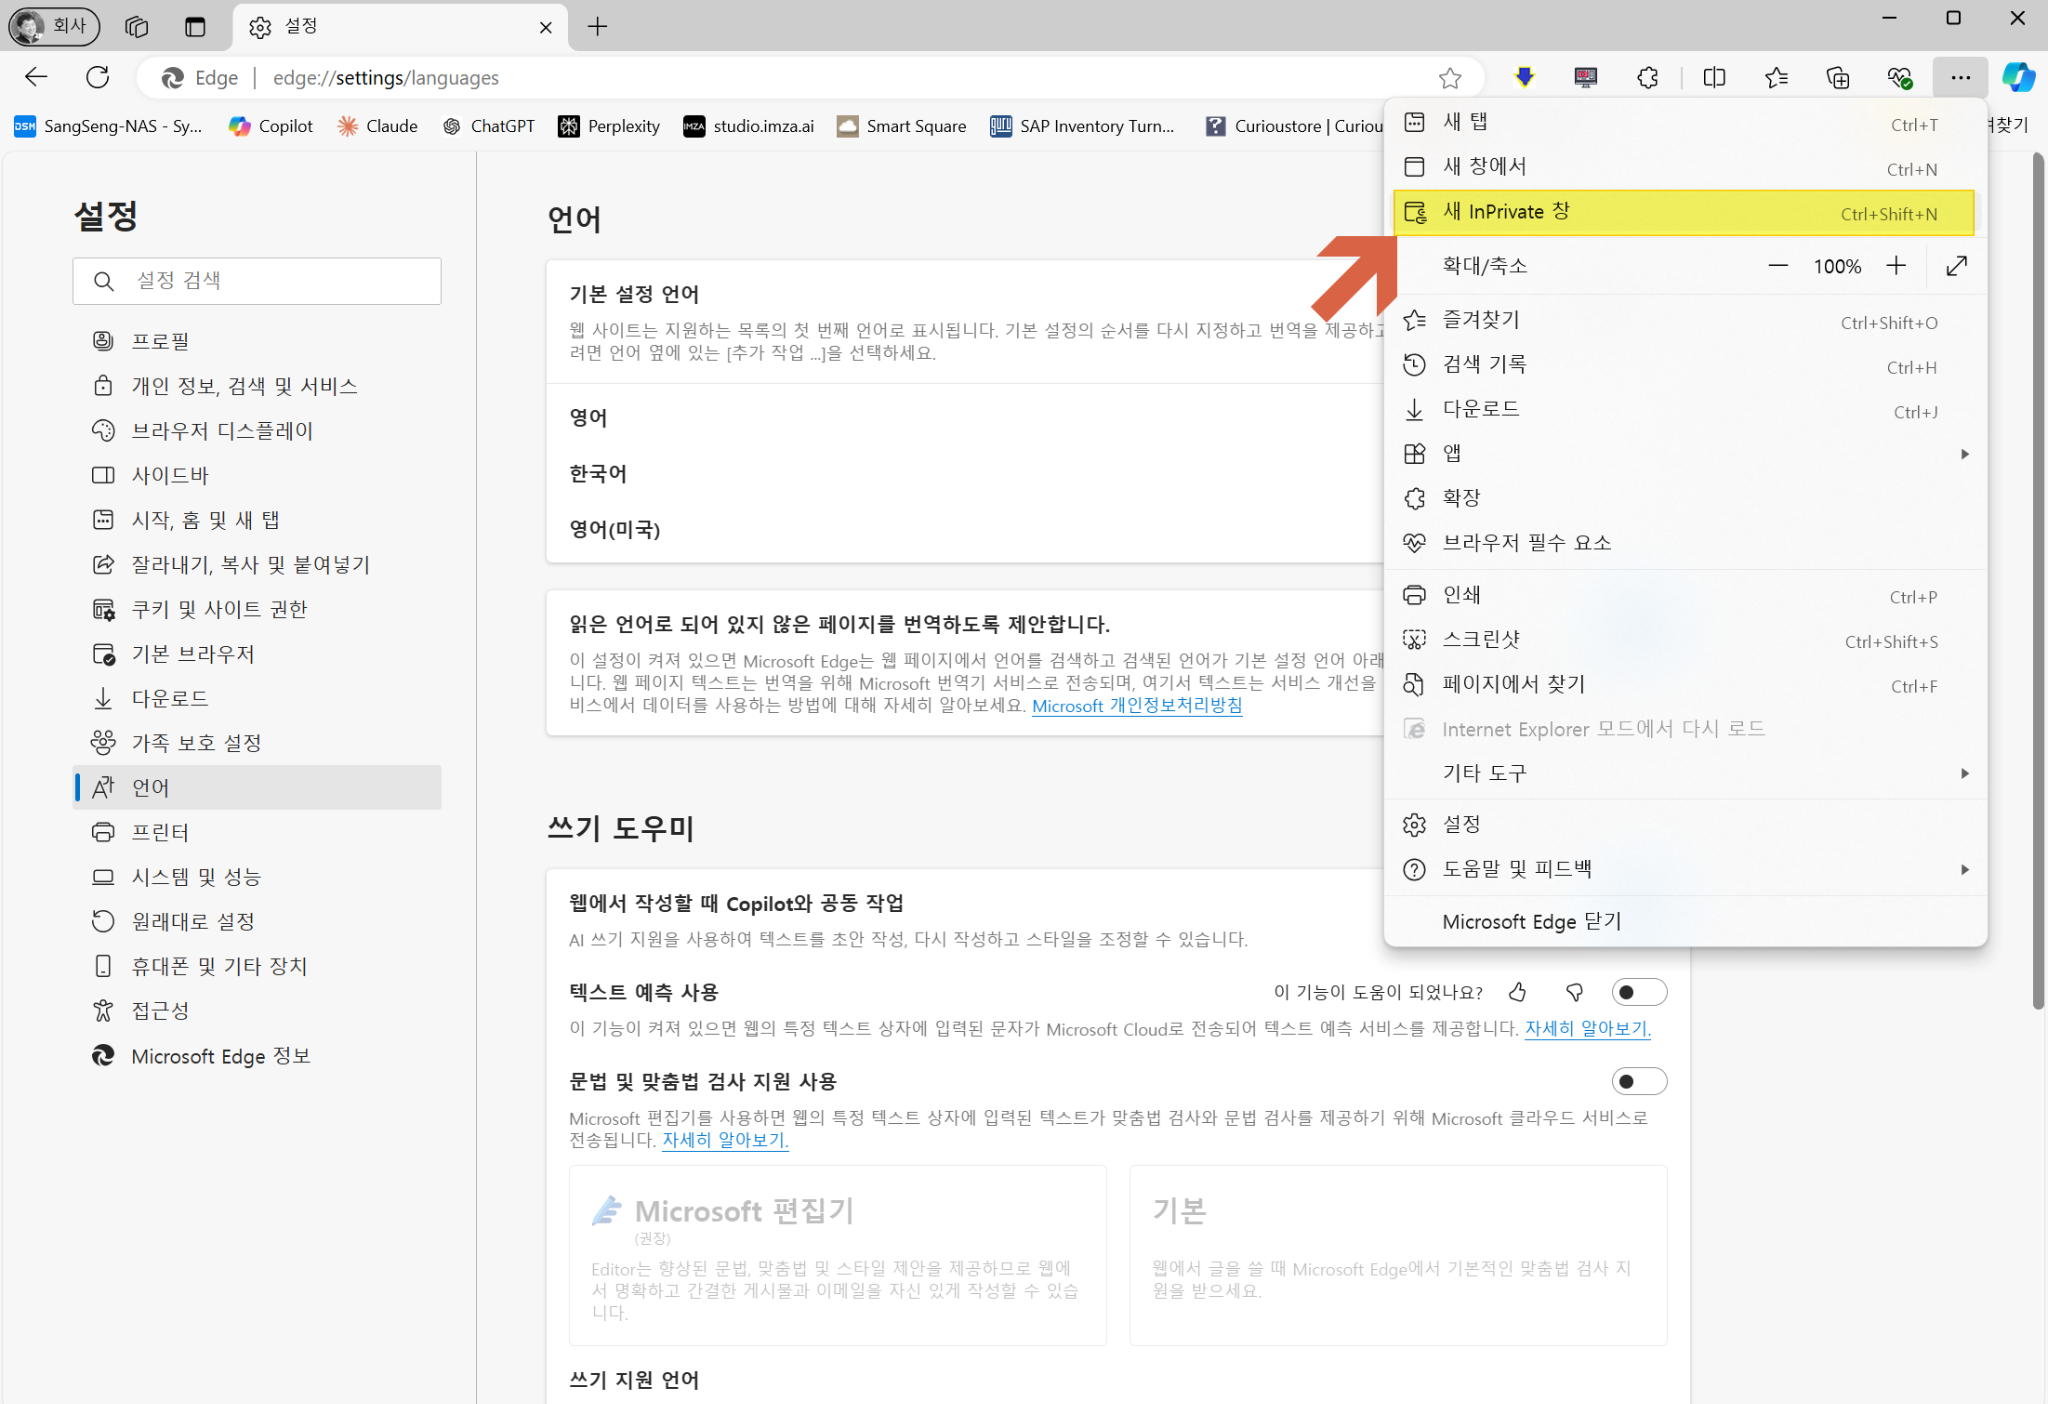 회사
설정
Edge
edge://settings/languages
SangSeng-NAS - Sy...
Copilot
Claude
ChatGPT
Perplexity
studio.imza.ai
Smart Square
SAP Inventory Turn...
Curioustore | Curiou
겨찾기
설정
설정 검색
프로필
개인 정보, 검색 및 서비스
브라우저 디스플레이
사이드바
시작, 홈 및 새 탭
잘라내기, 복사 및 붙여넣기
쿠키 및 사이트 권한
기본 브라우저
다운로드
가족 보호 설정
언어
프린터
시스템 및 성능
원래대로 설정
휴대폰 및 기타 장치
접근성
Microsoft Edge 정보
언어
기본 설정 언어
웹 사이트는 지원하는 목록의 첫 번째 언어로 표시됩니다. 기본 설정의 순서를 다시 지정하고 번역을 제공하고
려면 언어 옆에 있는 [추가 작업 ...]을 선택하세요.
영어
한국어
영어(미국)
읽은 언어로 되어 있지 않은 페이지를 번역하도록 제안합니다.
이 설정이 켜져 있으면 Microsoft Edge는 웹 페이지에서 언어를 검색하고 검색된 언어가 기본 설정 언어 아래
니다. 웹 페이지 텍스트는 번역을 위해 Microsoft 번역기 서비스로 전송되며, 여기서 텍스트는 서비스 개선을
비스에서 데이터를 사용하는 방법에 대해 자세히 알아보세요. Microsoft 개인정보처리방침
쓰기 도우미
웹에서 작성할 때 Copilot와 공동 작업
AI 쓰기 지원을 사용하여 텍스트를 초안 작성, 다시 작성하고 스타일을 조정할 수 있습니다.
텍스트 예측 사용
이 기능이 도움이 되었나요?
이 기능이 켜져 있으면 웹의 특정 텍스트 상자에 입력된 문자가 Microsoft Cloud로 전송되어 텍스트 예측 서비스를 제공합니다. 자세히 알아보기.
문법 및 맞춤법 검사 지원 사용
Microsoft 편집기를 사용하면 웹의 특정 텍스트 상자에 입력된 텍스트가 맞춤법 검사와 문법 검사를 제공하기 위해 Microsoft 클라우드 서비스로
전송됩니다. 자세히 알아보기.
Microsoft 편집기
(권장)
Editor는 향상된 문법, 맞춤법 및 스타일 제안을 제공하므로 웹에
서 명확하고 간결한 게시물과 이메일을 자신 있게 작성할 수 있습
니다.
기본
웹에서 글을 쓸 때 Microsoft Edge에서 기본적인 맞춤법 검사 지
원을 받으세요.
쓰기 지원 언어
새 탭 Ctrl+T
새 창에서 Ctrl+N
새 InPrivate 창 Ctrl+Shift+N
확대/축소 — 100% +
즐겨찾기 Ctrl+Shift+O
검색 기록 Ctrl+H
다운로드 Ctrl+J
앱
확장
브라우저 필수 요소
인쇄 Ctrl+P
스크린샷 Ctrl+Shift+S
페이지에서 찾기 Ctrl+F
Internet Explorer 모드에서 다시 로드
기타 도구
설정
도움말 및 피드백
Microsoft Edge 닫기